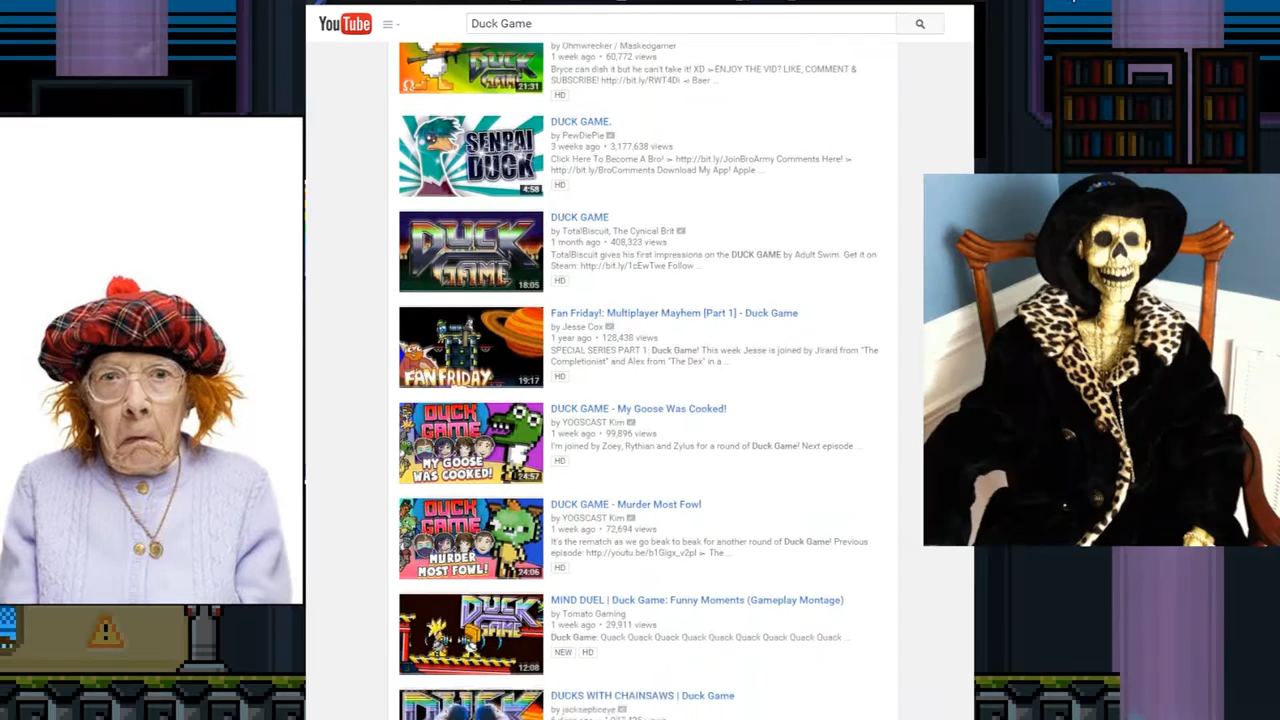 YouTube
Duck Game
by Ohmwrecker / Maskedgamer
1 week ago • 60,772 views
Bryce can dish it but he can't take it! XD ➢ENJOY THE VID? LIKE, COMMENT &
SUBSCRIBE! http://bit.ly/RWT4Di ⊲ Baer ...
HD
DUCK GAME
21:31
DUCK GAME.
by PewDiePie
3 weeks ago • 3,177,638 views
Click Here To Become A Bro! ➢ http://bit.ly/JoinBroArmy Comments Here! ➢
http://bit.ly/BroComments Download My App! Apple ...
HD
SENPAI
DUCK
4:58
DUCK GAME
by TotalBiscuit, The Cynical Brit
1 month ago • 408,323 views
TotalBiscuit gives his first impressions on the DUCK GAME by Adult Swim. Get it on
Steam: http://bit.ly/1cEwTwe Follow ...
HD
DUCK
GAME
18:05
Fan Friday!: Multiplayer Mayhem [Part 1] - Duck Game
by Jesse Cox
1 year ago • 128,438 views
SPECIAL SERIES PART 1: Duck Game! This week Jesse is joined by Jirard from "The
Completionist" and Alex from "The Dex" in a ...
HD
FAN FRIDAY
19:17
DUCK GAME - My Goose Was Cooked!
by YOGSCAST Kim
1 week ago • 99,896 views
I'm joined by Zoey, Rythian and Zylus for a round of Duck Game! Next episode ...
HD
DUCK
GAME
MY GOOSE
WAS COOKED!
24:57
DUCK GAME - Murder Most Fowl
by YOGSCAST Kim
1 week ago • 72,694 views
It's the rematch as we go beak to beak for another round of Duck Game! Previous
episode: http://youtu.be/b1Gigx_v2pI ➢ The ...
HD
DUCK
GAME
MURDER
MOST FOWL!
24:06
MIND DUEL | Duck Game: Funny Moments (Gameplay Montage)
by Tomato Gaming
1 week ago • 29,911 views
Duck Game: Quack Quack Quack Quack Quack Quack Quack Quack Quack ...
NEW HD
DUCK
GAME
12:08
DUCKS WITH CHAINSAWS | Duck Game
by jacksepticeye